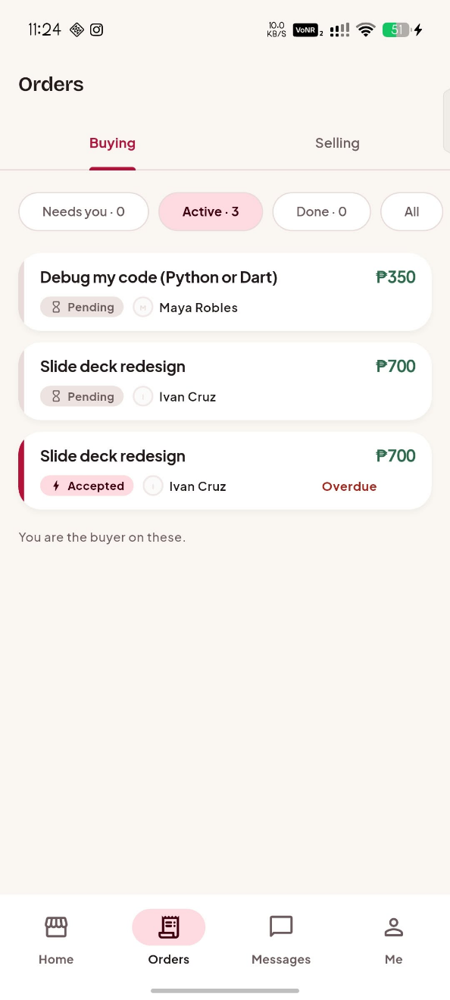 11:24
10.0 KB/S VoNR 2 51
Orders
Buying Selling
Needs you · 0 Active · 3 Done · 0 All
Debug my code (Python or Dart) ₱350
Pending M Maya Robles
Slide deck redesign ₱700
Pending I Ivan Cruz
Slide deck redesign ₱700
Accepted I Ivan Cruz Overdue
You are the buyer on these.
Home Orders Messages Me